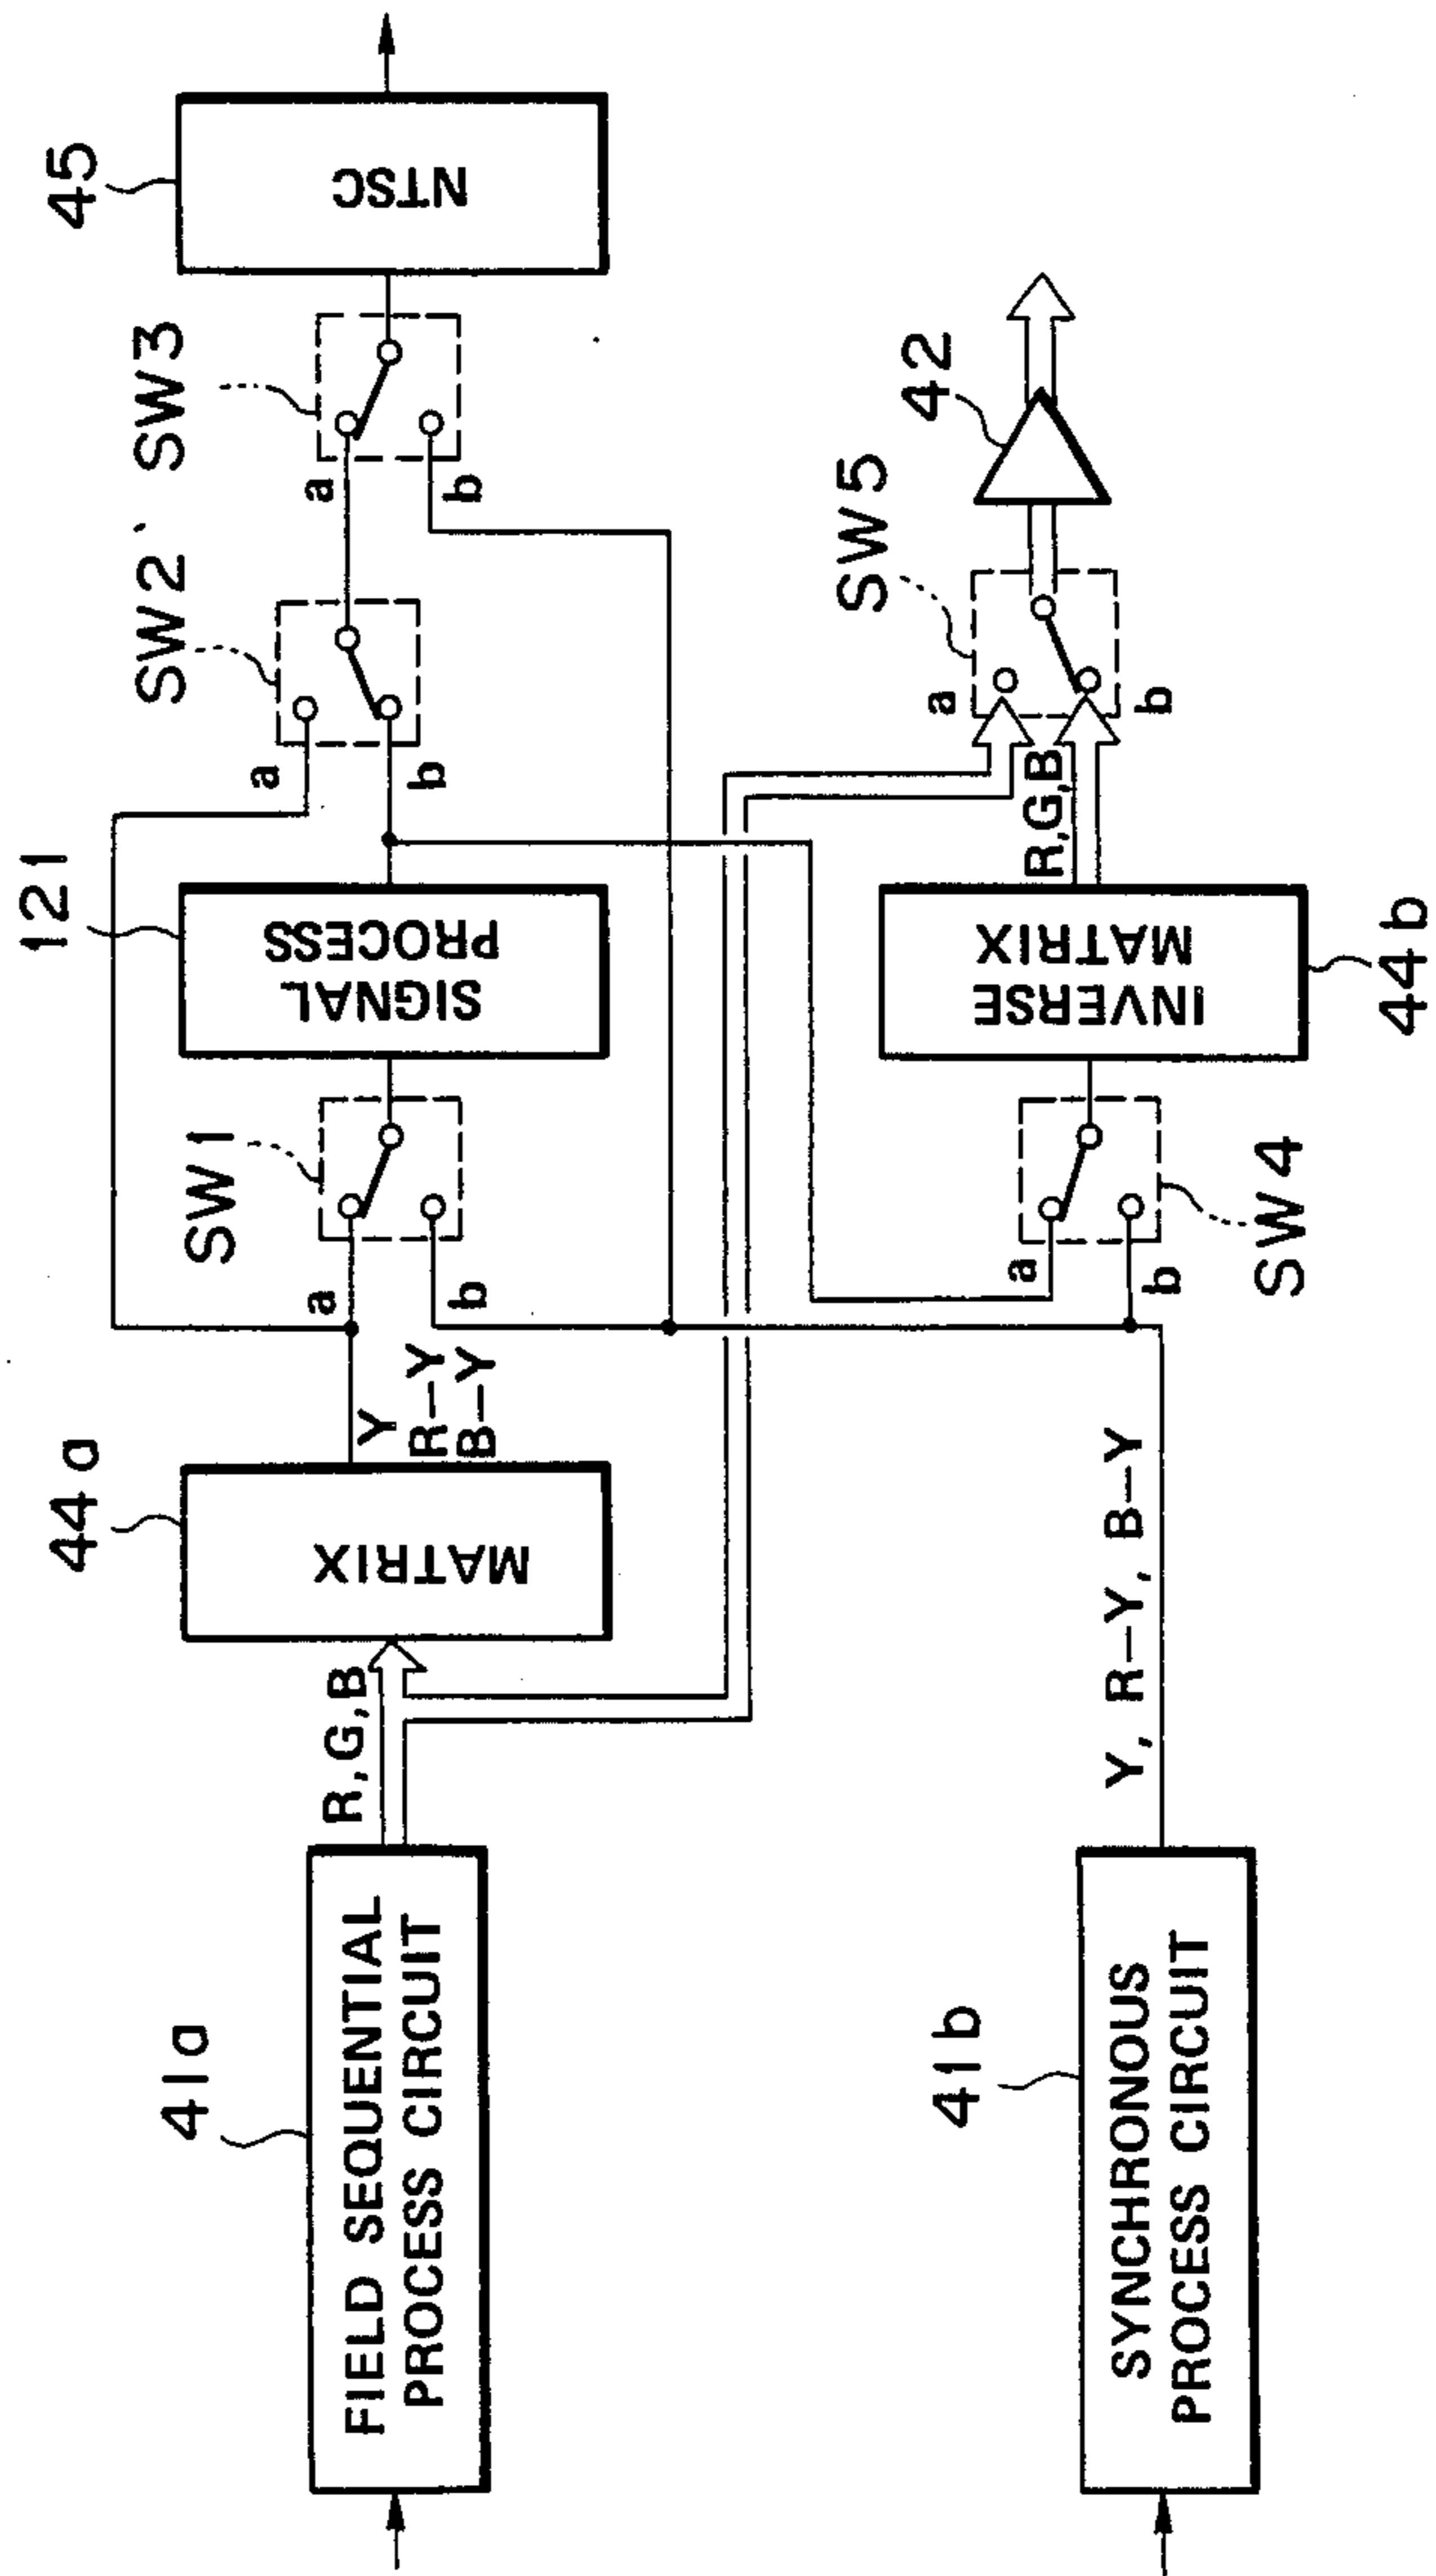 41a
FIELD SEQUENTIAL
PROCESS CIRCUIT
R,G,B
44a
MATRIX
Y
R-Y
B-Y
a
b
SW1
121
SIGNAL
PROCESS
a
b
SW2'
a
b
SW3
45
NTSC
41b
SYNCHRONOUS
PROCESS CIRCUIT
Y, R-Y, B-Y
a
b
SW4
44b
INVERSE
MATRIX
R,G,B
a
b
SW5
42